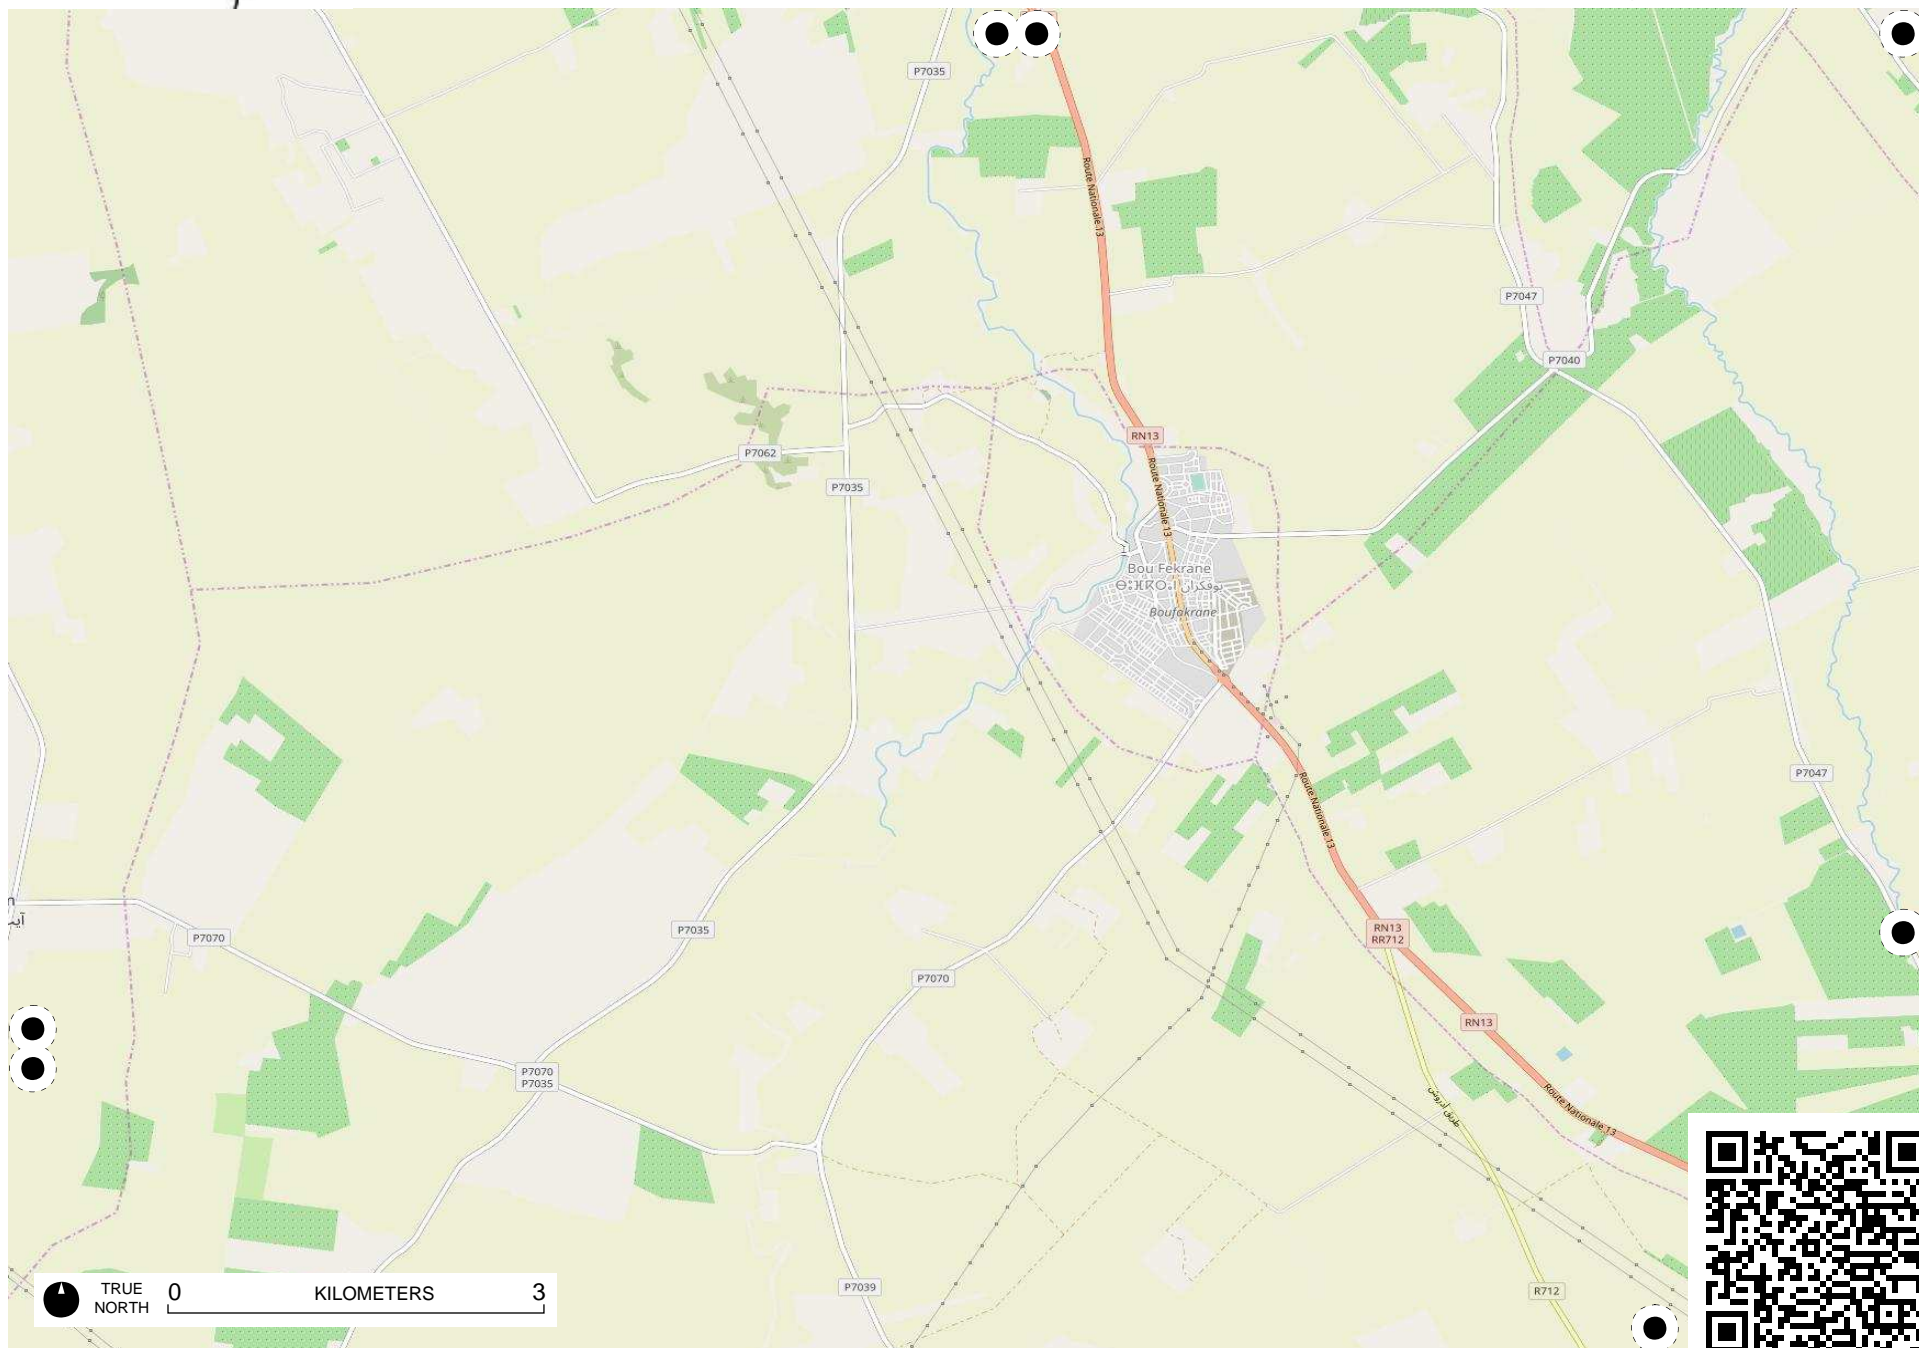 P7035
Route Nationale 13
P7047
P7040
RN13
P7062
P7035
Route Nationale 13
Bou Fekrane
ⴱⵓⴼⴽⵔⴰⵏ بوفكران
Boufakrane
P7047
Route Nationale 13
P7070
P7035
RN13
RR712
P7070
RN13
P7070
P7035
طريق أدروش
Route Nationale 13
P7039
R712
TRUE
NORTH
0 KILOMETERS 3